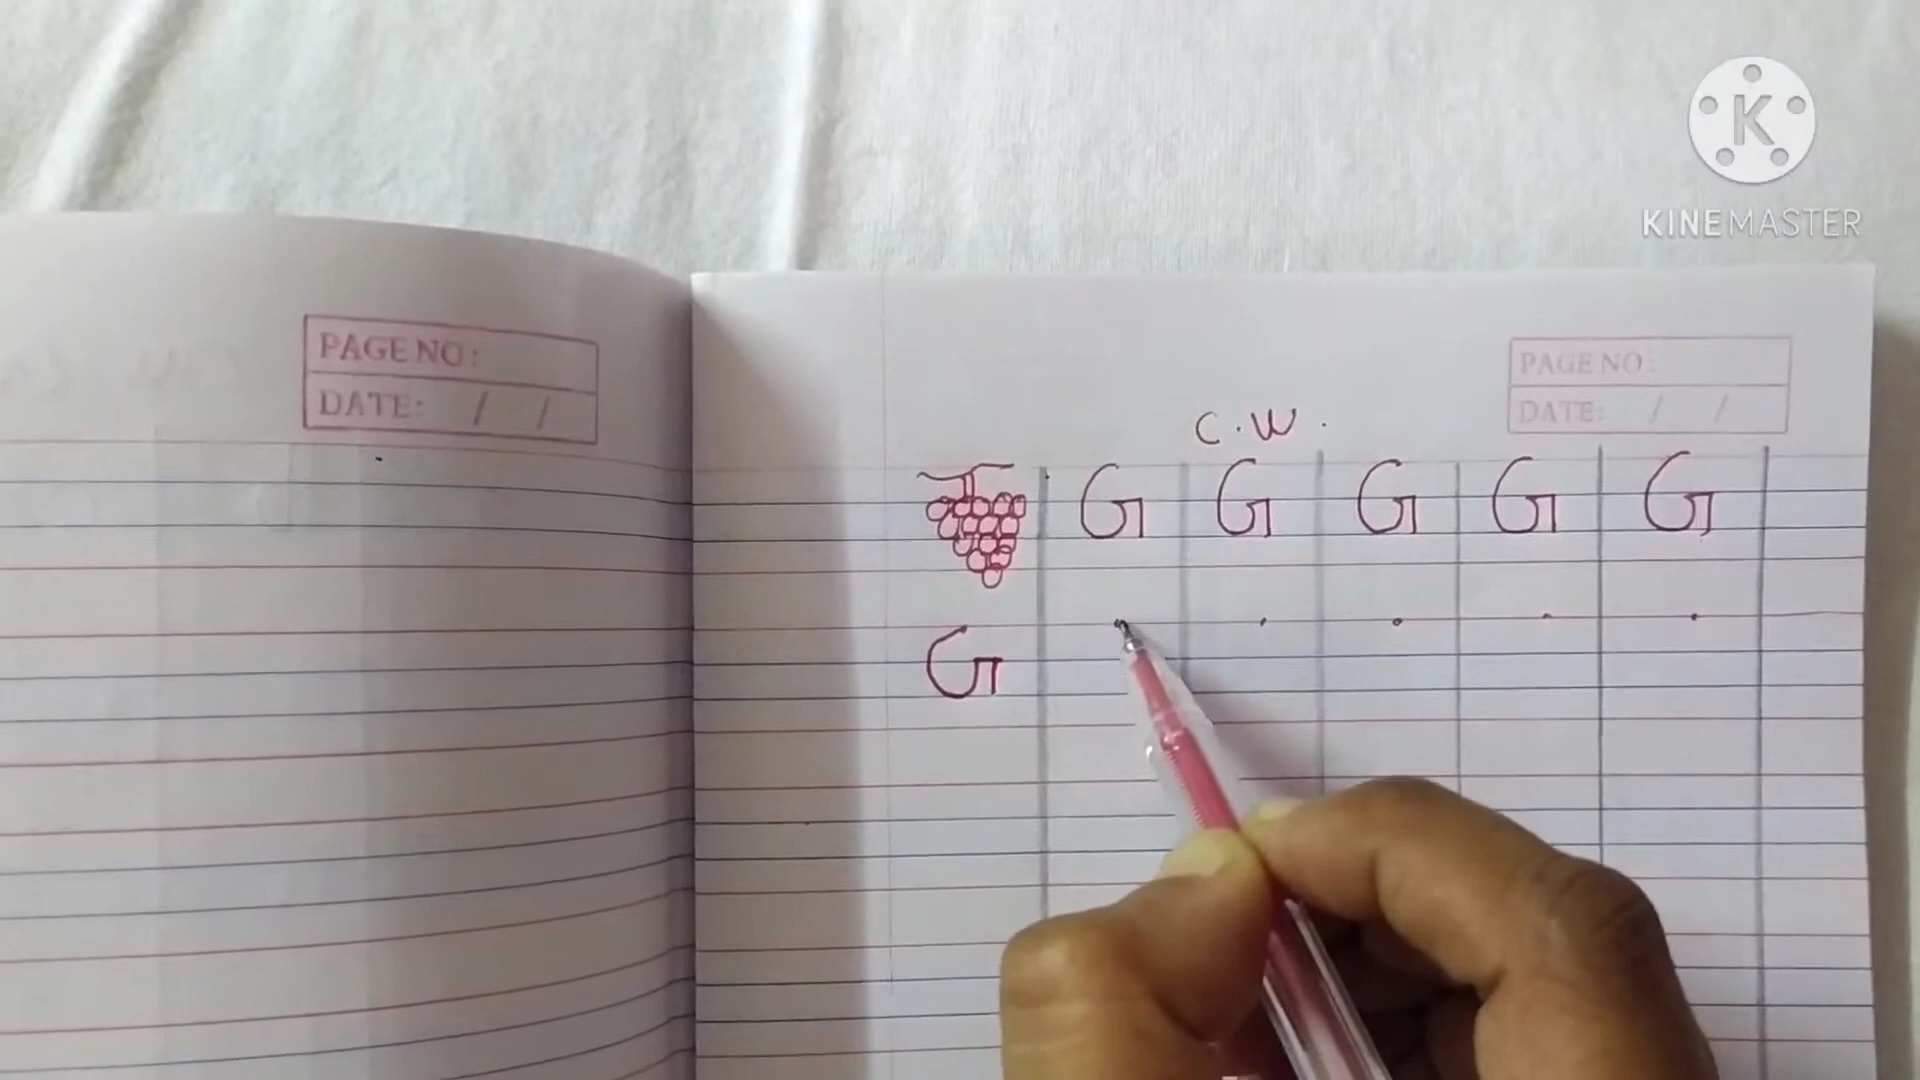 KINEMASTER
PAGE NO:
DATE: / /
PAGE NO:
DATE: / /
C.W.
G G G G G
G